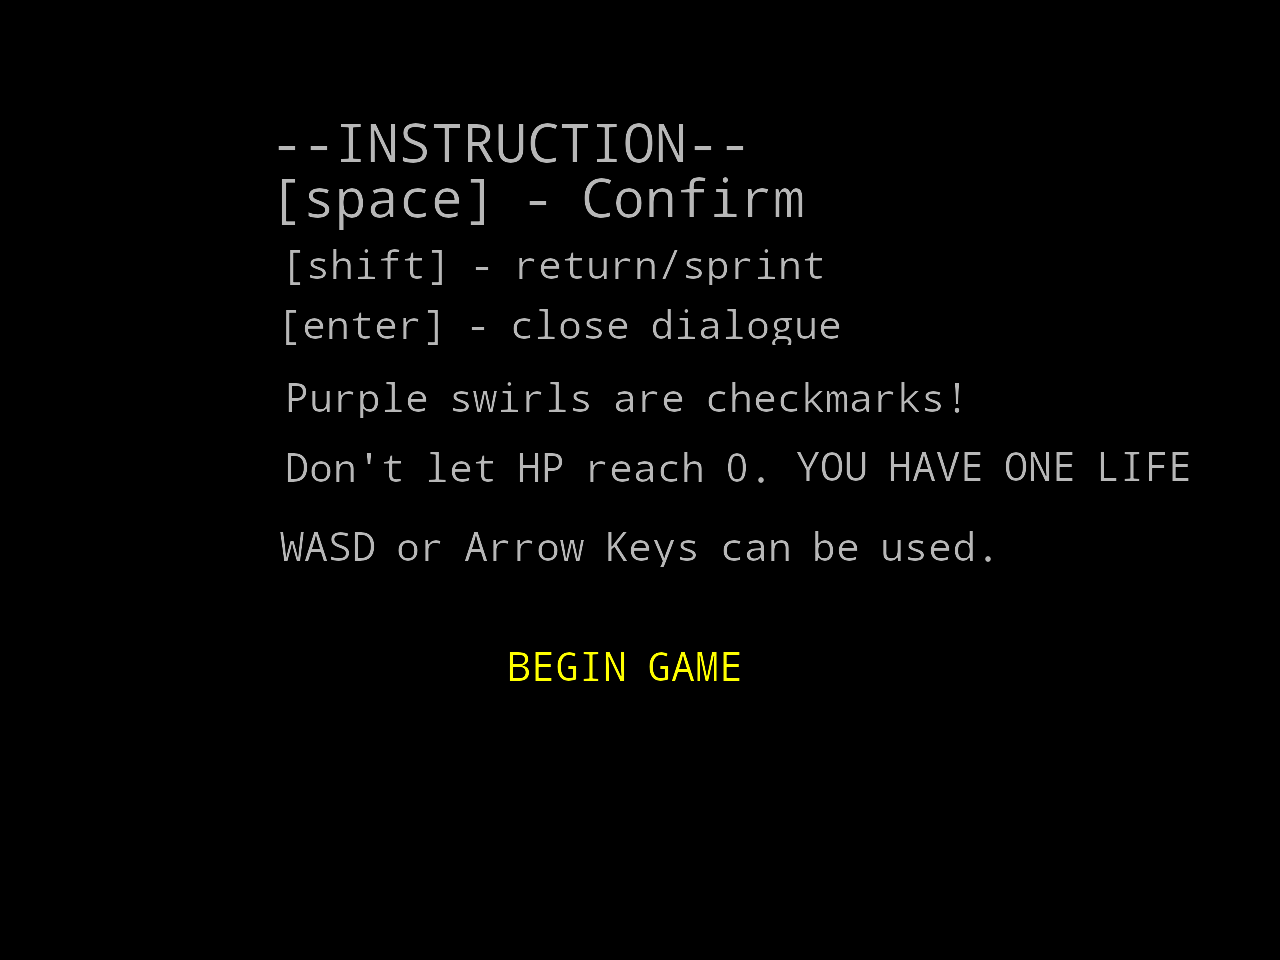 --INSTRUCTION--
[space] - Confirm
[shift] - return/sprint
[enter] - close dialogue
Purple swirls are checkmarks!
Don't let HP reach 0. YOU HAVE ONE LIFE
WASD or Arrow Keys can be used.
BEGIN GAME